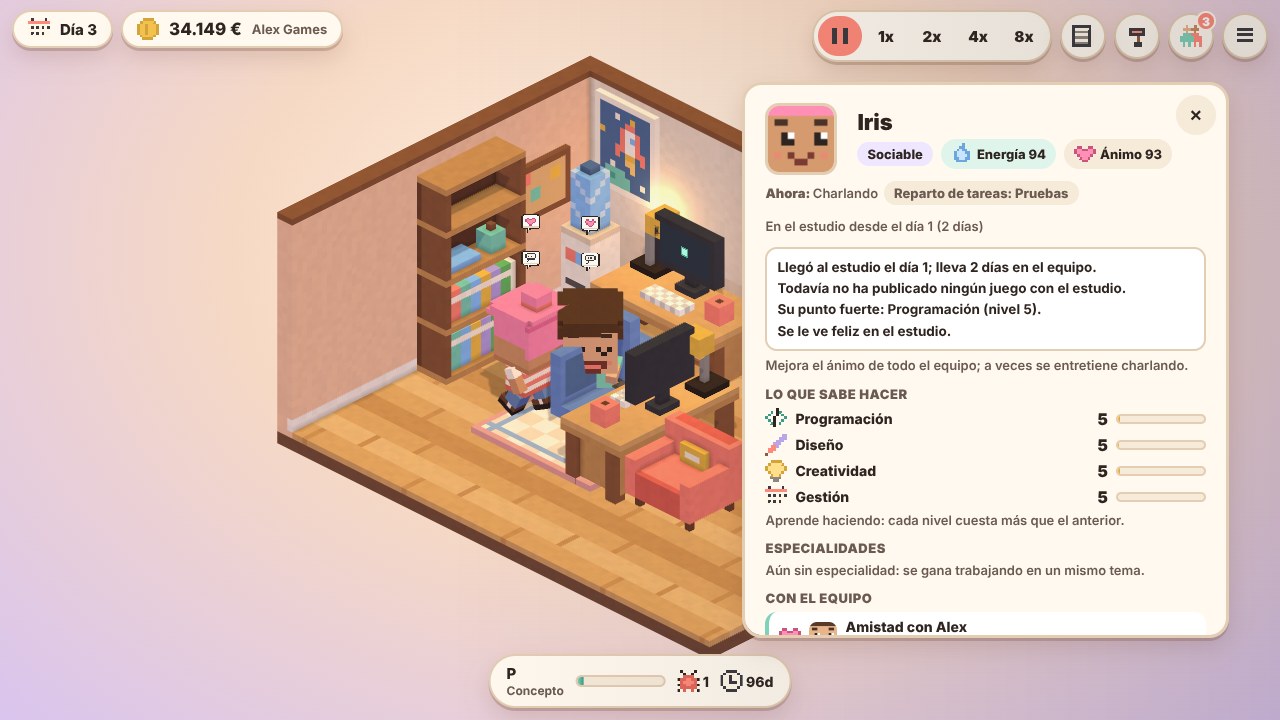 Día 3
34.149 € Alex Games
1x 2x 4x 8x
3
Iris
Sociable Energía 94 Ánimo 93
Ahora: Charlando Reparto de tareas: Pruebas
En el estudio desde el día 1 (2 días)
Llegó al estudio el día 1; lleva 2 días en el equipo.
Todavía no ha publicado ningún juego con el estudio.
Su punto fuerte: Programación (nivel 5).
Se le ve feliz en el estudio.
Mejora el ánimo de todo el equipo; a veces se entretiene charlando.
LO QUE SABE HACER
Programación 5
Diseño 5
Creatividad 5
Gestión 5
Aprende haciendo: cada nivel cuesta más que el anterior.
ESPECIALIDADES
Aún sin especialidad: se gana trabajando en un mismo tema.
CON EL EQUIPO
Amistad con Alex
P
Concepto
1 96d